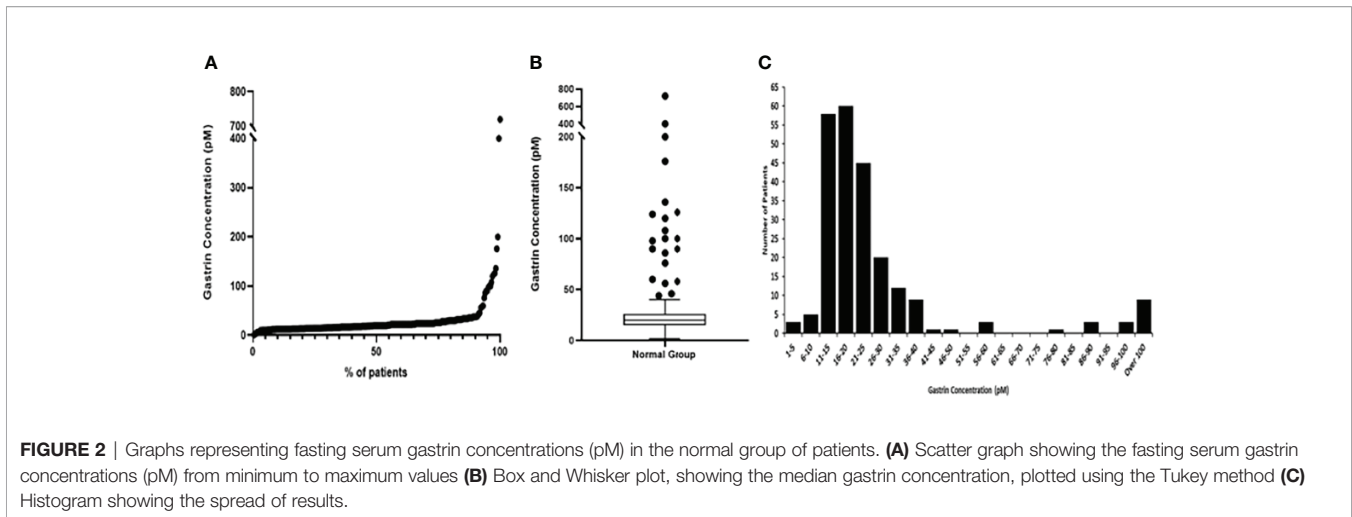 A
800
700
400
300
200
100
0
Gastrin Concentration (pM)
0 50 100
% of patients
B
800
600
400
200
150
100
50
0
Gastrin Concentration (pM)
Normal Group
C
65
60
55
50
45
40
35
30
25
20
15
10
5
0
Number of Patients
1-5 6-10 11-15 16-20 21-25 26-30 31-35 36-40 41-45 46-50 51-55 56-60 61-65 66-70 71-75 76-80 81-85 86-90 91-95 96-100 Over 100
Gastrin Concentration (pM)
FIGURE 2 | Graphs representing fasting serum gastrin concentrations (pM) in the normal group of patients. (A) Scatter graph showing the fasting serum gastrin
concentrations (pM) from minimum to maximum values (B) Box and Whisker plot, showing the median gastrin concentration, plotted using the Tukey method (C)
Histogram showing the spread of results.